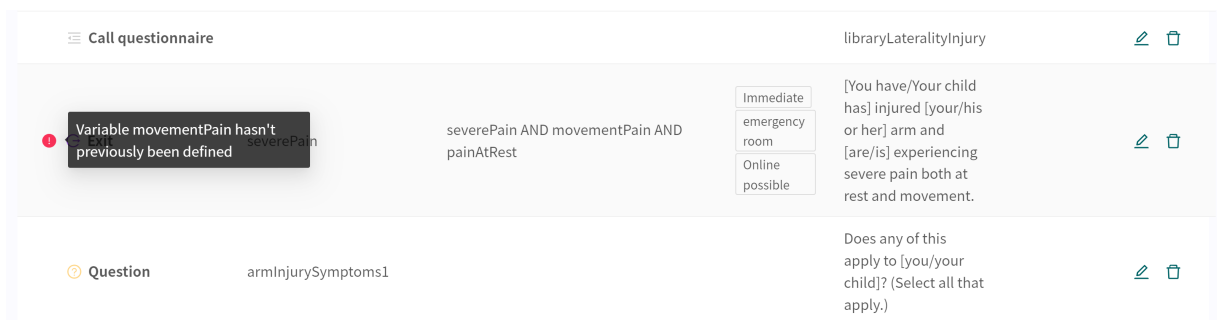 Call questionnaire
libraryLateralityInjury
Variable movementPain hasn't
previously been defined
Exit
severePain
severePain AND movementPain AND
painAtRest
Immediate
emergency
room
Online
possible
[You have/Your child
has] injured [your/his
or her] arm and
[are/is] experiencing
severe pain both at
rest and movement.
Question
armInjurySymptoms1
Does any of this
apply to [you/your
child]? (Select all that
apply.)